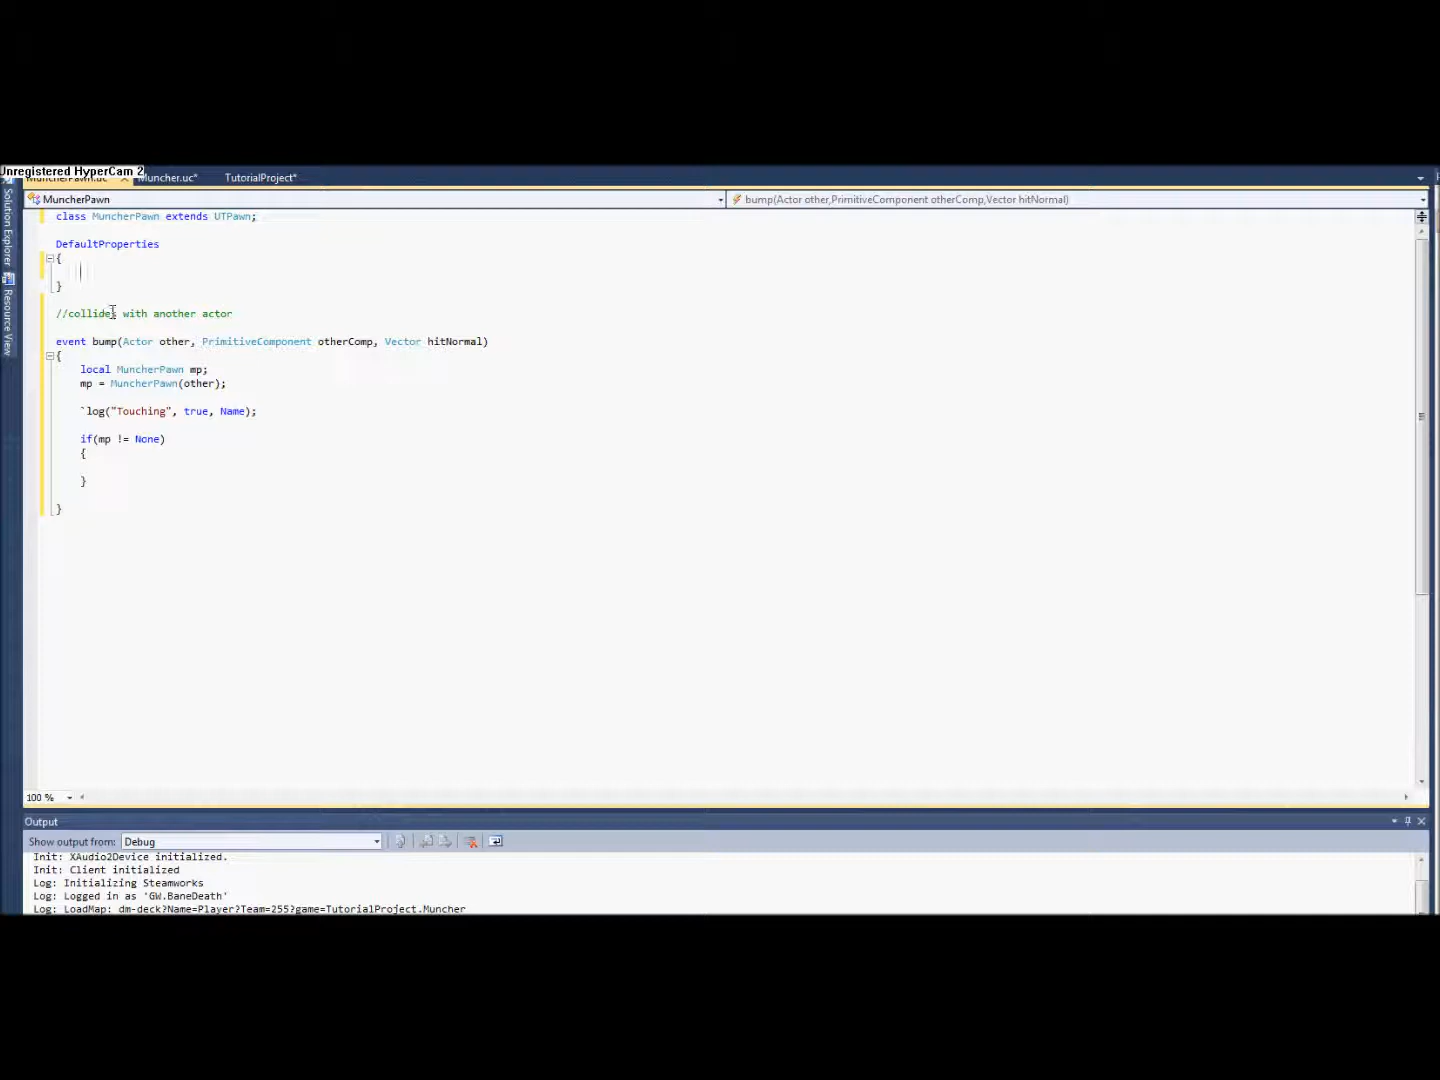 Unregistered HyperCam 2
MuncherPawn.uc Muncher.uc* TutorialProject*
Solution Explorer
Resource View
MuncherPawn bump(Actor other,PrimitiveComponent otherComp,Vector hitNormal)
class MuncherPawn extends UTPawn;
DefaultProperties
{
}
//collides with another actor
event bump(Actor other, PrimitiveComponent otherComp, Vector hitNormal)
{
local MuncherPawn mp;
mp = MuncherPawn(other);
`log("Touching", true, Name);
if(mp != None)
{
}
}
100 %
Output
Show output from: Debug
Init: XAudio2Device initialized.
Init: Client initialized
Log: Initializing Steamworks
Log: Logged in as 'GW.BaneDeath'
Log: LoadMap: dm-deck?Name=Player?Team=255?game=TutorialProject.Muncher